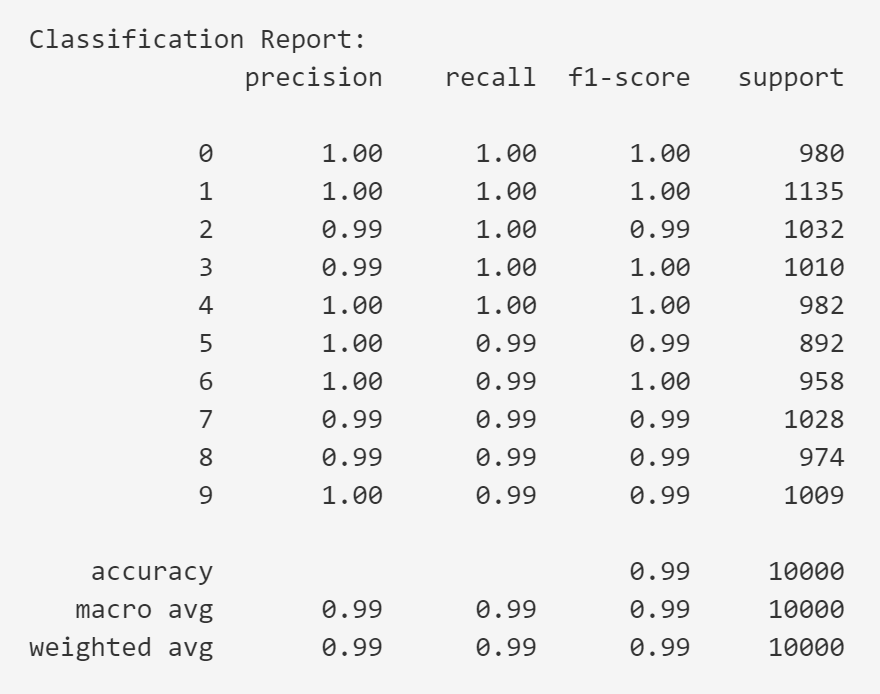 Classification Report:
              precision    recall  f1-score   support

           0       1.00      1.00      1.00       980
           1       1.00      1.00      1.00      1135
           2       0.99      1.00      0.99      1032
           3       0.99      1.00      1.00      1010
           4       1.00      1.00      1.00       982
           5       1.00      0.99      0.99       892
           6       1.00      0.99      1.00       958
           7       0.99      0.99      0.99      1028
           8       0.99      0.99      0.99       974
           9       1.00      0.99      0.99      1009

    accuracy                           0.99     10000
   macro avg       0.99      0.99      0.99     10000
weighted avg       0.99      0.99      0.99     10000